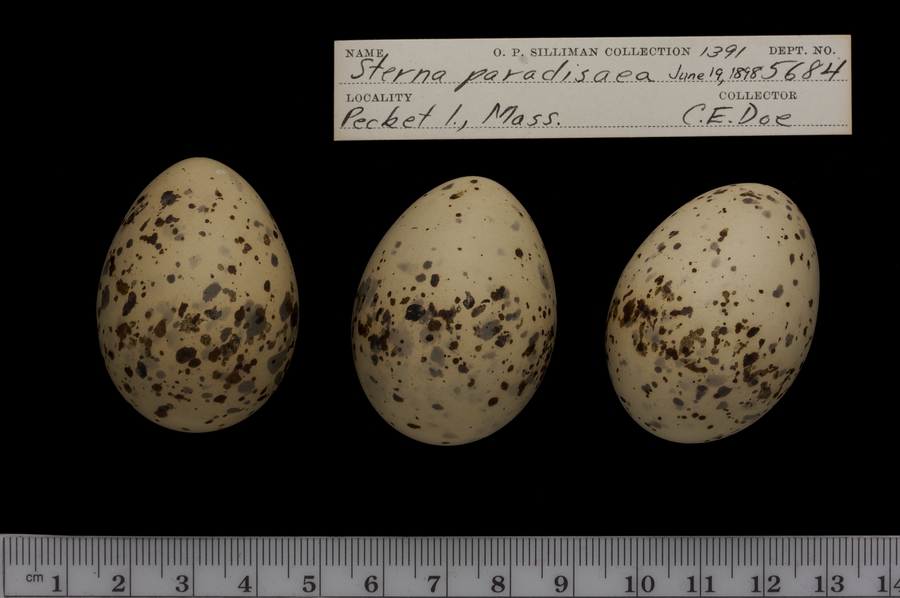 NAME O. P. SILLIMAN COLLECTION 1391 DEPT. NO.
Sterna paradisaea June 19, 1898 5684
LOCALITY COLLECTOR
Pecket I., Mass. C.E. Doe
cm 1 2 3 4 5 6 7 8 9 10 11 12 13 14